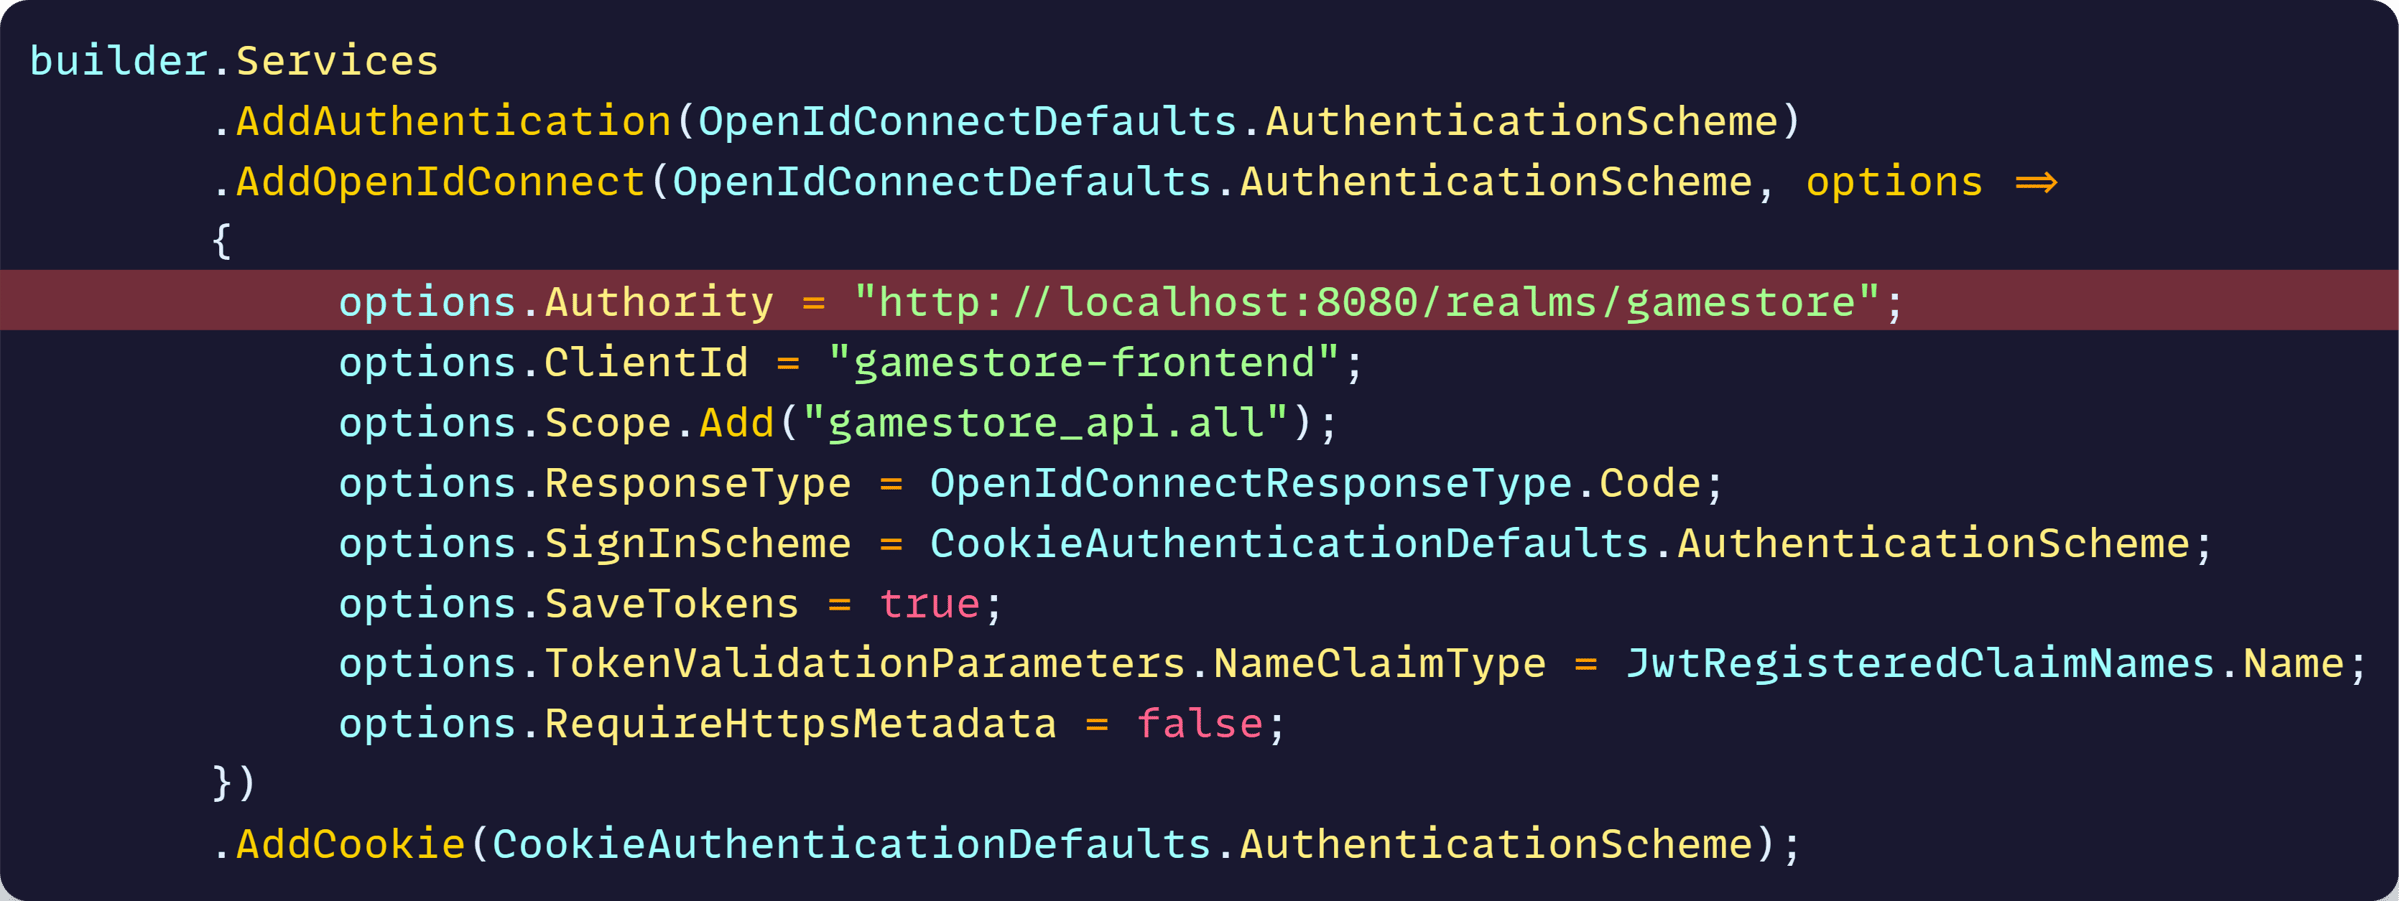 builder.Services
.AddAuthentication(OpenIdConnectDefaults.AuthenticationScheme)
.AddOpenIdConnect(OpenIdConnectDefaults.AuthenticationScheme, options =>
{
options.Authority = "http://localhost:8080/realms/gamestore";
options.ClientId = "gamestore-frontend";
options.Scope.Add("gamestore_api.all");
options.ResponseType = OpenIdConnectResponseType.Code;
options.SignInScheme = CookieAuthenticationDefaults.AuthenticationScheme;
options.SaveTokens = true;
options.TokenValidationParameters.NameClaimType = JwtRegisteredClaimNames.Name;
options.RequireHttpsMetadata = false;
})
.AddCookie(CookieAuthenticationDefaults.AuthenticationScheme);